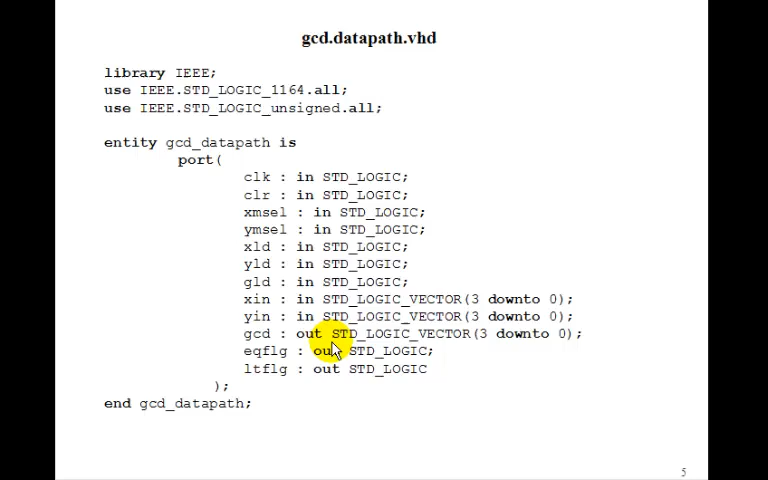 gcd.datapath.vhd
library IEEE;
use IEEE.STD_LOGIC_1164.all;
use IEEE.STD_LOGIC_unsigned.all;
entity gcd_datapath is
port(
clk : in STD_LOGIC;
clr : in STD_LOGIC;
xmsel : in STD_LOGIC;
ymsel : in STD_LOGIC;
xld : in STD_LOGIC;
yld : in STD_LOGIC;
gld : in STD_LOGIC;
xin : in STD_LOGIC_VECTOR(3 downto 0);
yin : in STD_LOGIC_VECTOR(3 downto 0);
gcd : out STD_LOGIC_VECTOR(3 downto 0);
eqflg : out STD_LOGIC;
ltflg : out STD_LOGIC
);
end gcd_datapath;
5